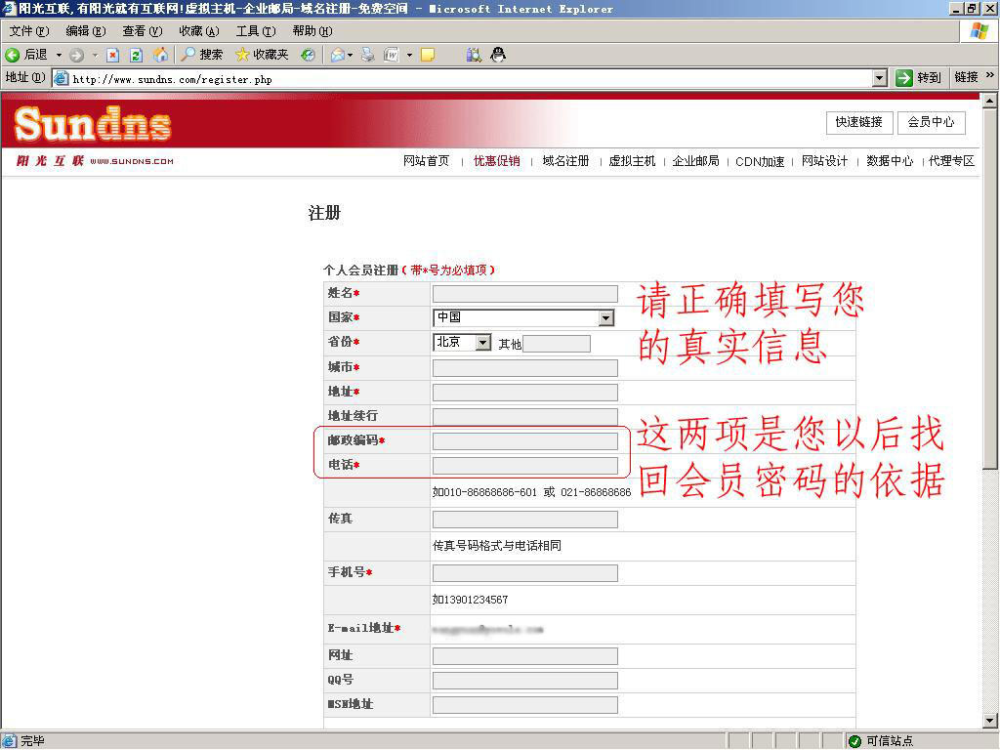 阳光互联,有阳光就有互联网!虚拟主机-企业邮局-域名注册-免费空间 - Microsoft Internet Explorer
文件(F) 编辑(E) 查看(V) 收藏(A) 工具(T) 帮助(H)
后退 搜索 收藏夹
地址(D) http://www.sundns.com/register.php 转到 链接 »
Sundns
快速链接 会员中心
阳光互联 WWW.SUNDNS.COM
网站首页 | 优惠促销 | 域名注册 | 虚拟主机 | 企业邮局 | CDN加速 | 网站设计 | 数据中心 | 代理专区
注册
个人会员注册(带*号为必填项)
姓名*
国家* 中国
省份* 北京 其他
请正确填写您
的真实信息
城市*
地址*
地址续行
邮政编码*
电话*
这两项是您以后找
回会员密码的依据
如010-86868686-601 或 021-86868686
传真
传真号码格式与电话相同
手机号*
如13901234567
E-mail地址*
网址
QQ号
MSN地址
完毕 可信站点